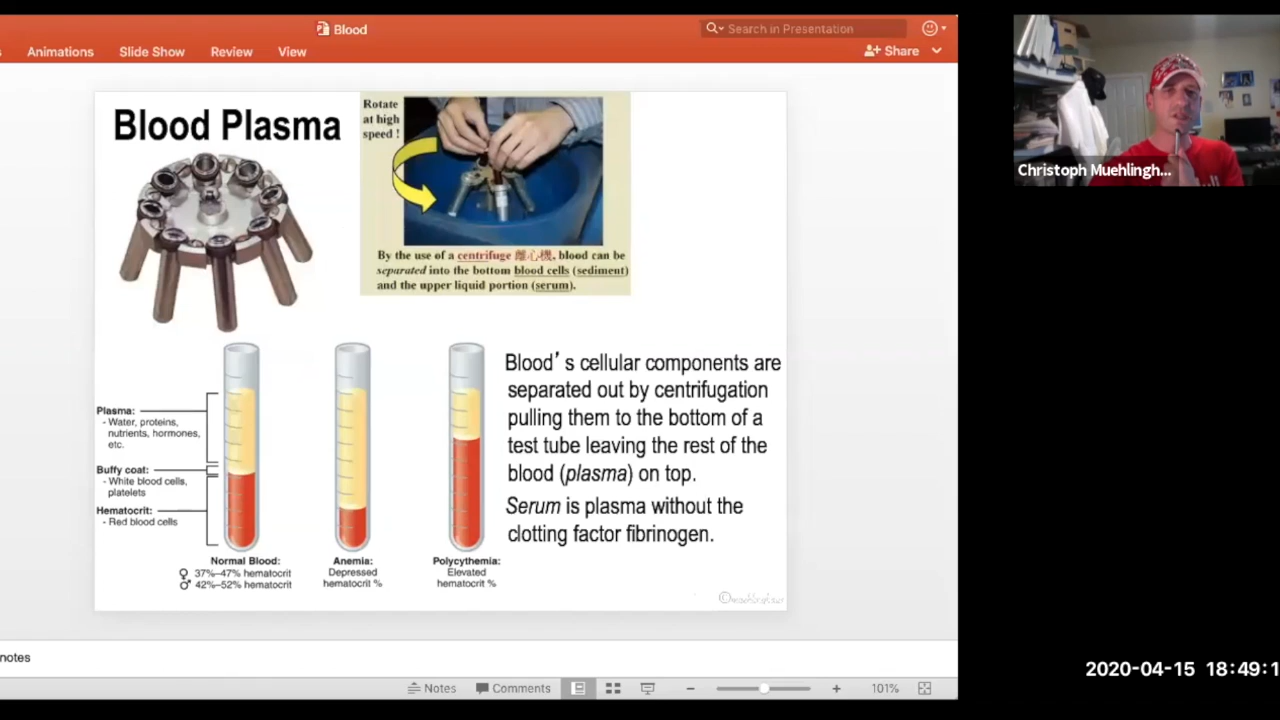 Blood
Search in Presentation
Animations
Slide Show
Review
View
Share
Blood Plasma
Rotate
at high
speed !
By the use of a centrifuge 離心機, blood can be
separated into the bottom blood cells (sediment)
and the upper liquid portion (serum).
Plasma:
- Water, proteins,
nutrients, hormones,
etc.
Buffy coat:
- White blood cells,
platelets
Hematocrit:
- Red blood cells
Normal Blood:
♀ 37%–47% hematocrit
♂ 42%–52% hematocrit
Anemia:
Depressed
hematocrit %
Polycythemia:
Elevated
hematocrit %
Blood's cellular components are
separated out by centrifugation
pulling them to the bottom of a
test tube leaving the rest of the
blood (plasma) on top.
Serum is plasma without the
clotting factor fibrinogen.
notes
Notes
Comments
101%
Christoph Muehlingh...
2020-04-15 18:49:1